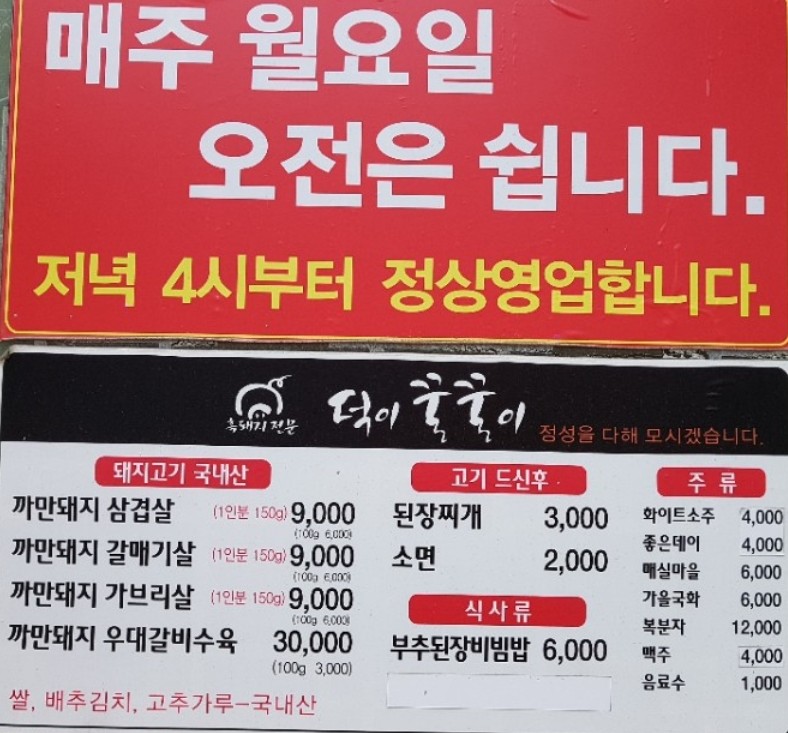 매주 월요일
오전은 쉽니다.
저녁 4시부터 정상영업합니다.
흑돼지 전문
덕이 꿀꿀이
정성을 다해 모시겠습니다.
돼지고기 국내산
까만돼지 삼겹살 (1인분 150g) 9,000
(100g 6,000)
까만돼지 갈매기살 (1인분 150g) 9,000
(100g 6,000)
까만돼지 가브리살 (1인분 150g) 9,000
(100g 6,000)
까만돼지 우대갈비수육 30,000
(100g 3,000)
쌀, 배추김치, 고추가루-국내산
고기 드신후
된장찌개 3,000
소면 2,000
식사류
부추된장비빔밥 6,000
주류
화이트소주 4,000
좋은데이 4,000
매실마을 6,000
가을국화 6,000
복분자 12,000
맥주 4,000
음료수 1,000